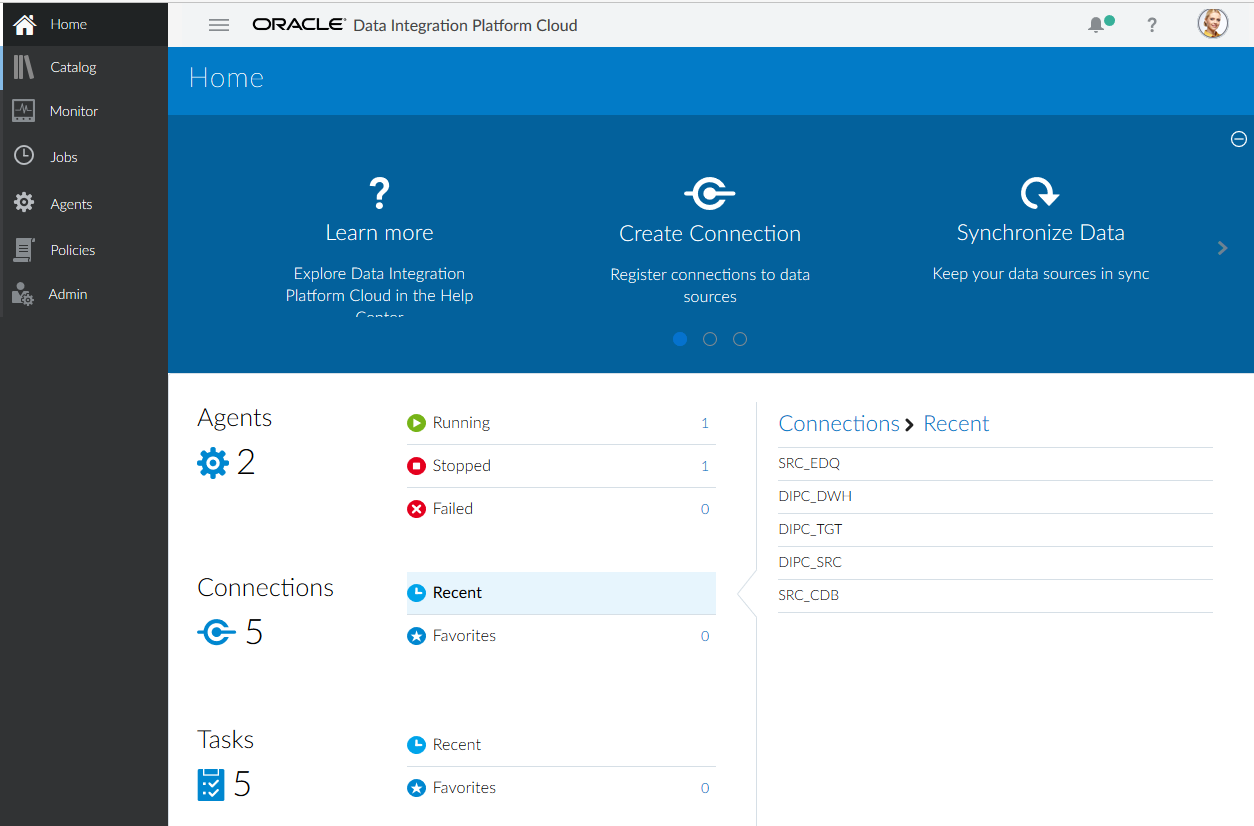 Home
Catalog
Monitor
Jobs
Agents
Policies
Admin
ORACLE® Data Integration Platform Cloud
?
Home
?
Learn more
Explore Data Integration
Platform Cloud in the Help
Center
Create Connection
Register connections to data
sources
Synchronize Data
Keep your data sources in sync
Agents
2
Running 1
Stopped 1
Failed 0
Connections
5
Recent
Favorites 0
Tasks
5
Recent
Favorites 0
Connections > Recent
SRC_EDQ
DIPC_DWH
DIPC_TGT
DIPC_SRC
SRC_CDB